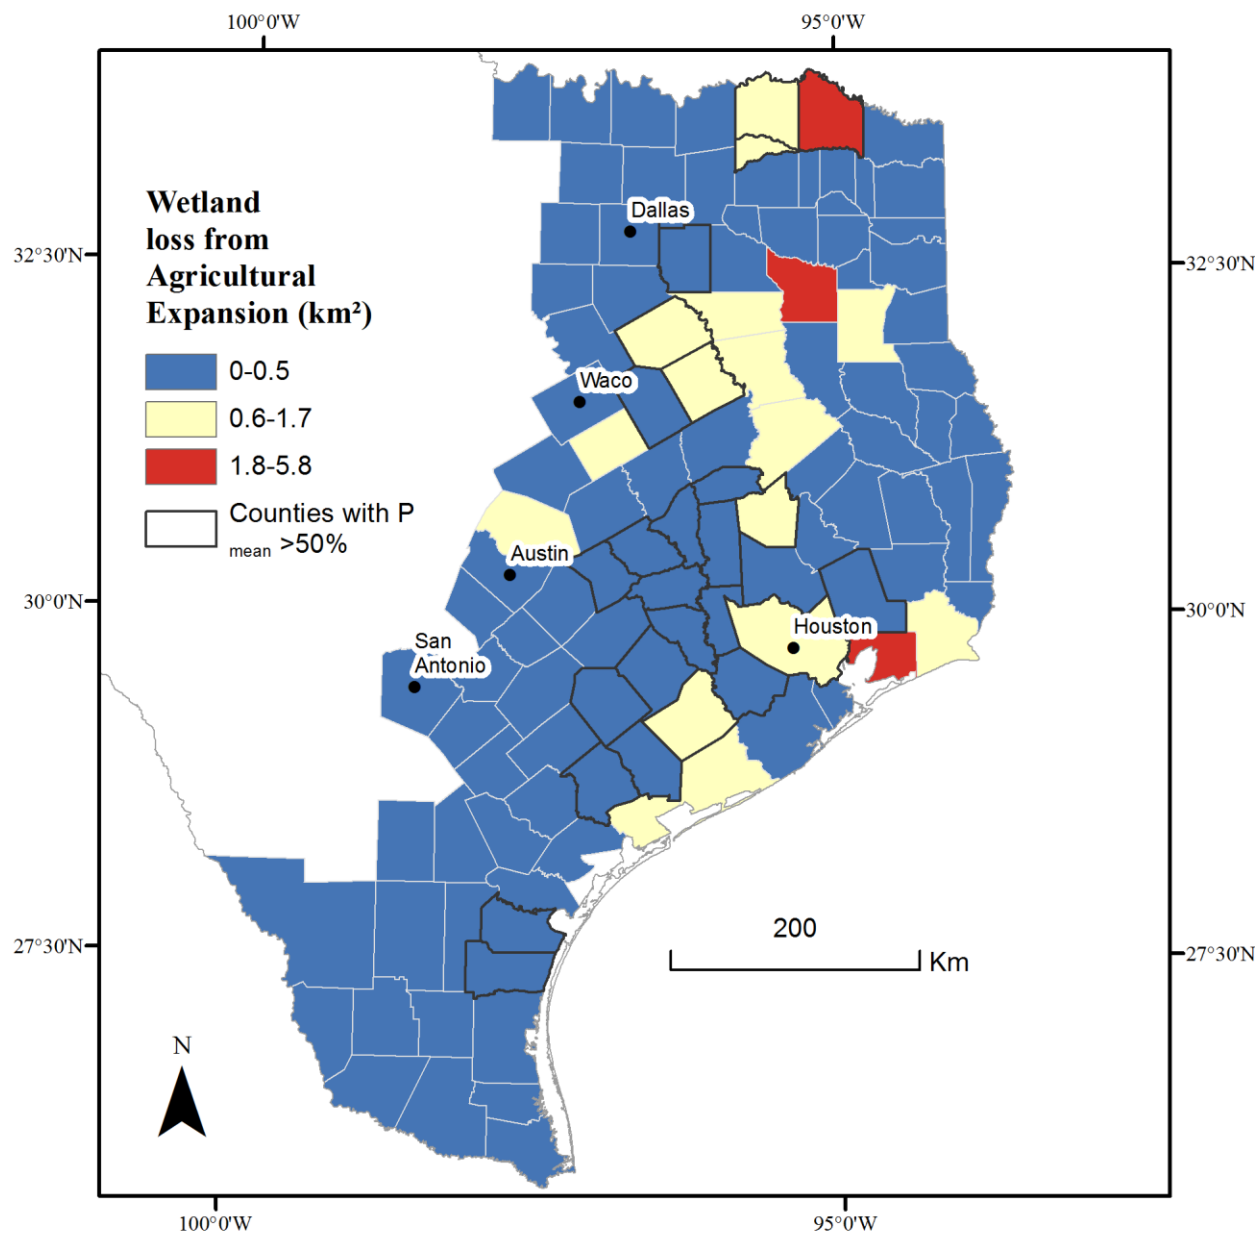 100°0'W 95°0'W
Wetland
loss from
Agricultural
Expansion (km²)
0-0.5
0.6-1.7
1.8-5.8
Counties with P
mean >50%
Dallas
32°30'N 32°30'N
Waco
Austin
30°0'N 30°0'N
Houston
San
Antonio
200
Km
27°30'N 27°30'N
N
100°0'W 95°0'W